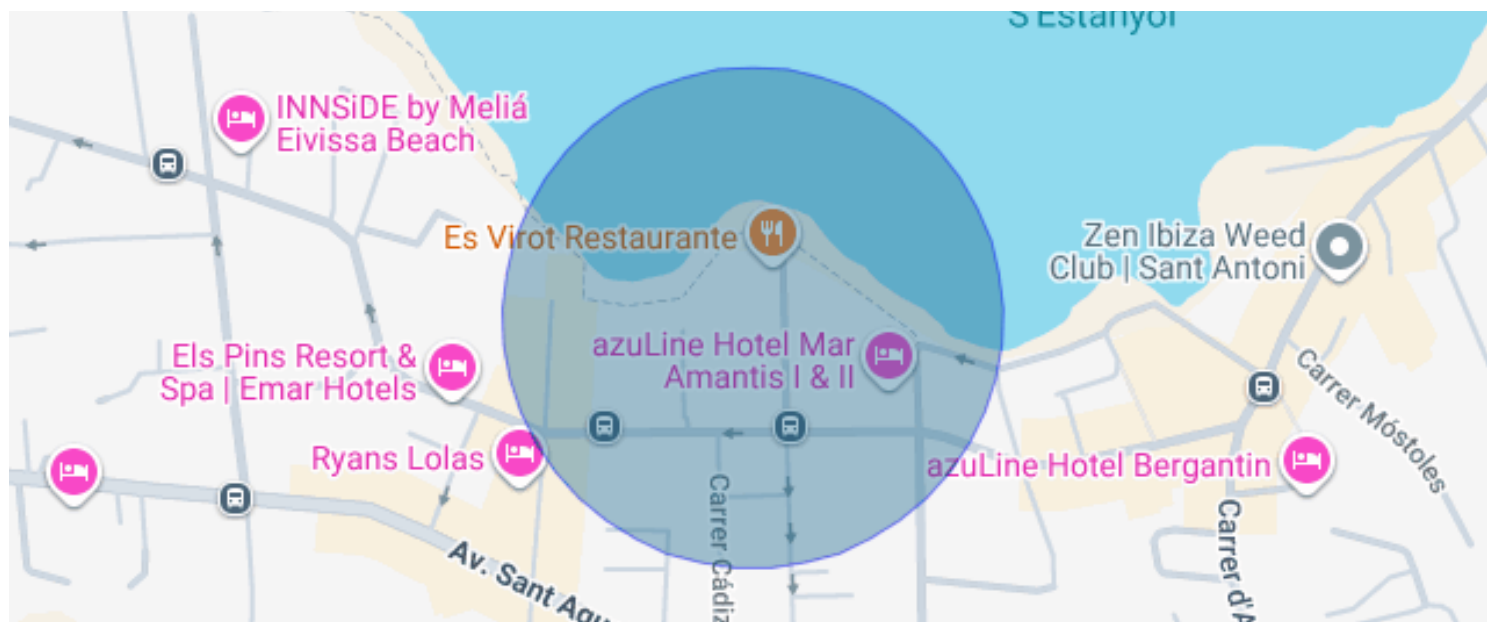 S'Estanyol
INNSiDE by Meliá
Eivissa Beach
Es Virot Restaurante
Zen Ibiza Weed
Club | Sant Antoni
azuLine Hotel Mar
Amantis I & II
Els Pins Resort &
Spa | Emar Hotels
Carrer Móstoles
Ryans Lolas
azuLine Hotel Bergantin
Carrer Cádiz
Carrer d'A
Av. Sant Agu